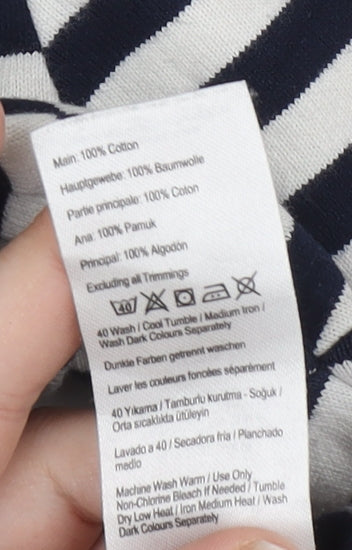 Main: 100% Cotton
Hauptgewebe: 100% Baumwolle
Partie principale: 100% Coton
Ana: 100% Pamuk
Principal: 100% Algodón
Excluding all Trimmings
40
40 Wash / Cool Tumble / Medium Iron /
Wash Dark Colours Separately
Dunkle Farben getrennt waschen
Laver les couleurs foncées séparément
40 Yıkama / Tamburlu kurutma - Soğuk /
Orta sıcaklıkta ütüleyin
Lavado a 40 / Secadora fria / Planchado
medio
Machine Wash Warm / Use Only
Non-Chlorine Bleach If Needed / Tumble
Dry Low Heat / Iron Medium Heat / Wash
Dark Colours Separately